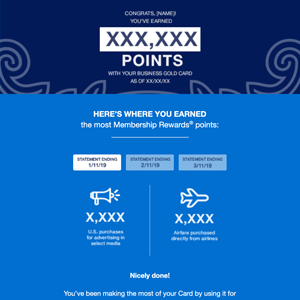 CONGRATS, [NAME]!
YOU'VE EARNED
XXX,XXX
POINTS
WITH YOUR BUSINESS GOLD CARD
AS OF XX/XX/XX
HERE'S WHERE YOU EARNED
the most Membership Rewards® points:
STATEMENT ENDING STATEMENT ENDING STATEMENT ENDING
1/11/19 2/11/19 3/11/19
X,XXX X,XXX
U.S. purchases Airfare purchased
for advertising in directly from airlines
select media
Nicely done!
You've been making the most of your Card by using it for